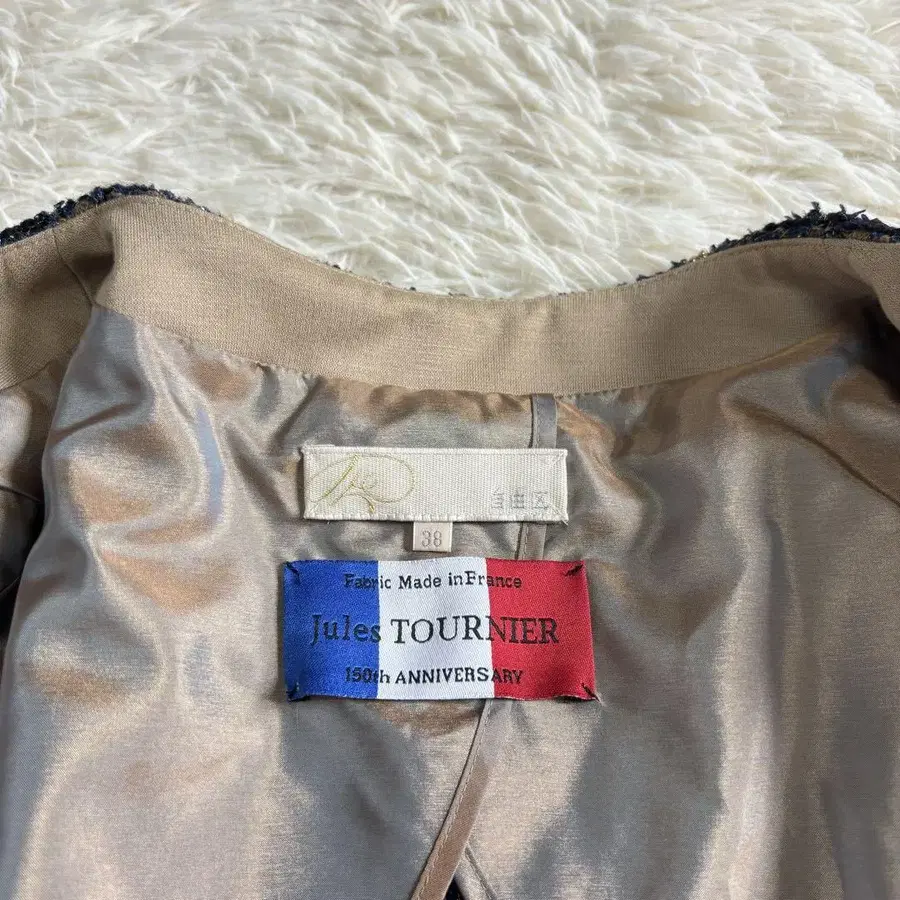 自由区
38
Fabric Made in France
Jules TOURNIER
150th ANNIVERSARY